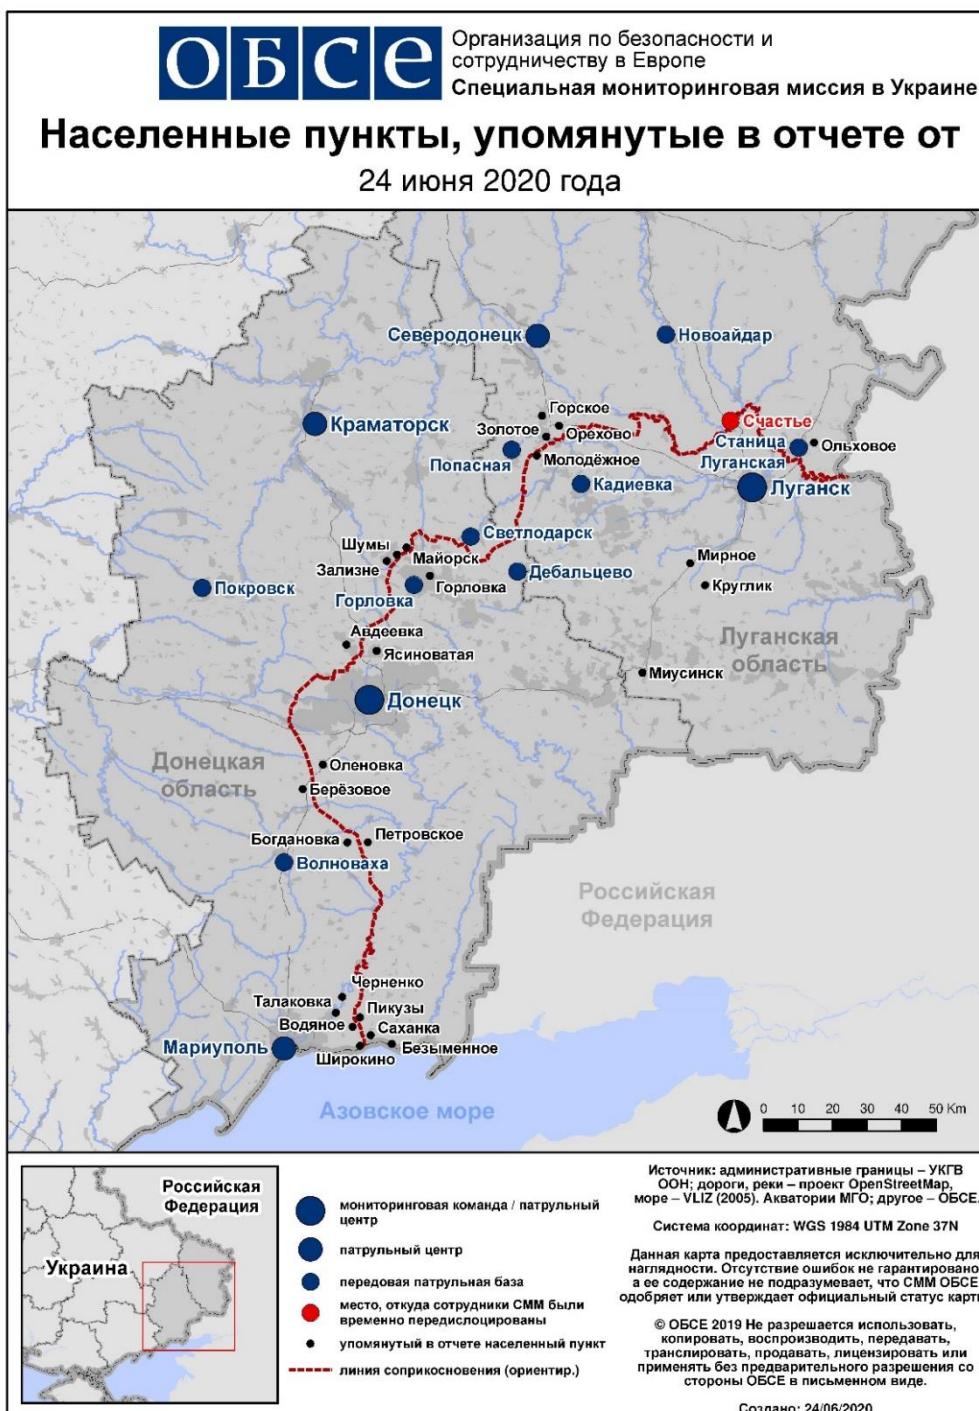 ОБСЕ
Организация по безопасности и
сотрудничеству в Европе
Специальная мониторинговая миссия в Украине
Населенные пункты, упомянутые в отчете от
24 июня 2020 года
Северодонецк
Новоайдар
Краматорск
Горское
Золотое
Орехово
Счастье
Станица
Луганская
Ольховое
Попасная
Молодёжное
Кадиевка
Луганск
Светлодарск
Шумы
Майорск
Зализне
Мирное
Дебальцево
Покровск
Горловка
Горловка
Круглик
Авдеевка
Ясиноватая
Луганская
область
Миусинск
Донецк
Донецкая
область
Оленовка
Берёзовое
Богдановка
Петровское
Волноваха
Российская
Федерация
Черненко
Талаковка
Пикузы
Водяное
Саханка
Мариуполь
Широкино
Безыменное
Азовское море
0 10 20 30 40 50 Km
Российская
Федерация
Украина
мониторинговая команда / патрульный
центр
патрульный центр
передовая патрульная база
место, откуда сотрудники СММ были
временно передислоцированы
упомянутый в отчете населенный пункт
линия соприкосновения (ориентир.)
Источник: административные границы – УКГВ
ООН; дороги, реки – проект OpenStreetMap,
море – VLIZ (2005). Акватории МГО; другое – ОБСЕ.
Система координат: WGS 1984 UTM Zone 37N
Данная карта предоставляется исключительно для
наглядности. Отсутствие ошибок не гарантировано,
а ее содержание не подразумевает, что СММ ОБСЕ
одобряет или утверждает официальный статус карты
© ОБСЕ 2019 Не разрешается использовать,
копировать, воспроизводить, передавать,
транслировать, продавать, лицензировать или
применять без предварительного разрешения со
стороны ОБСЕ в письменном виде.
Создано: 24/06/2020